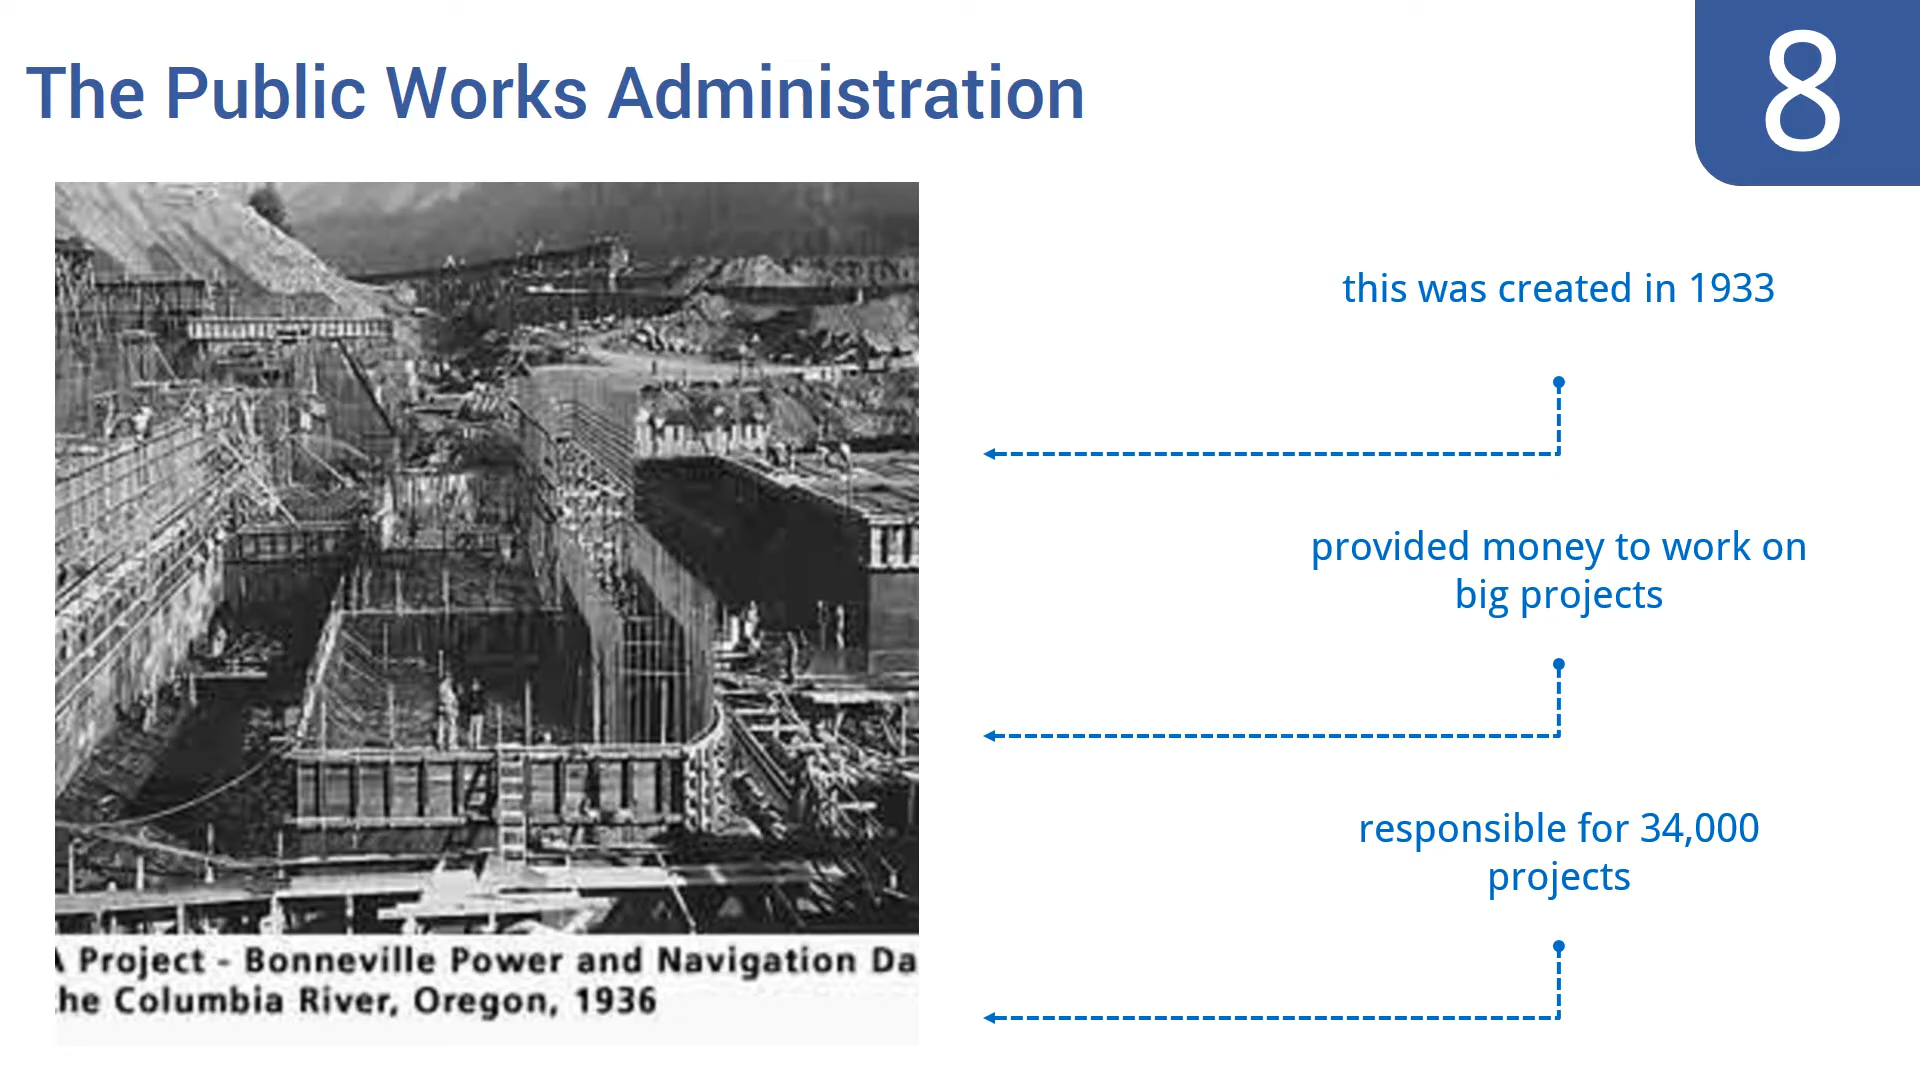 The Public Works Administration
8
this was created in 1933
provided money to work on
big projects
responsible for 34,000
projects
Project - Bonneville Power and Navigation Da
he Columbia River, Oregon, 1936